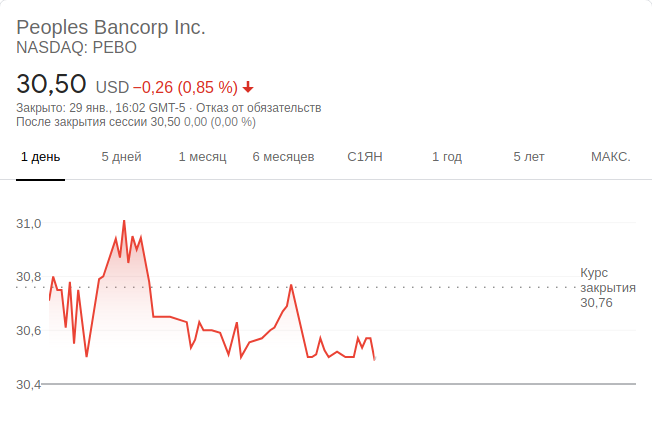 Peoples Bancorp Inc.
NASDAQ: PEBO
30,50 USD −0,26 (0,85 %)
Закрыто: 29 янв., 16:02 GMT-5 · Отказ от обязательств
После закрытия сессии 30,50 0,00 (0,00 %)
1 день 5 дней 1 месяц 6 месяцев С1ЯН 1 год 5 лет МАКС.
31,0
30,8
30,6
30,4
Курс
закрытия
30,76